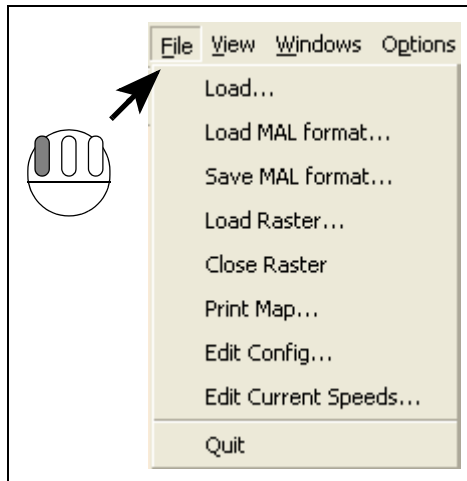 File View Windows Options
Load...
Load MAL format...
Save MAL format...
Load Raster...
Close Raster
Print Map...
Edit Config...
Edit Current Speeds...
Quit